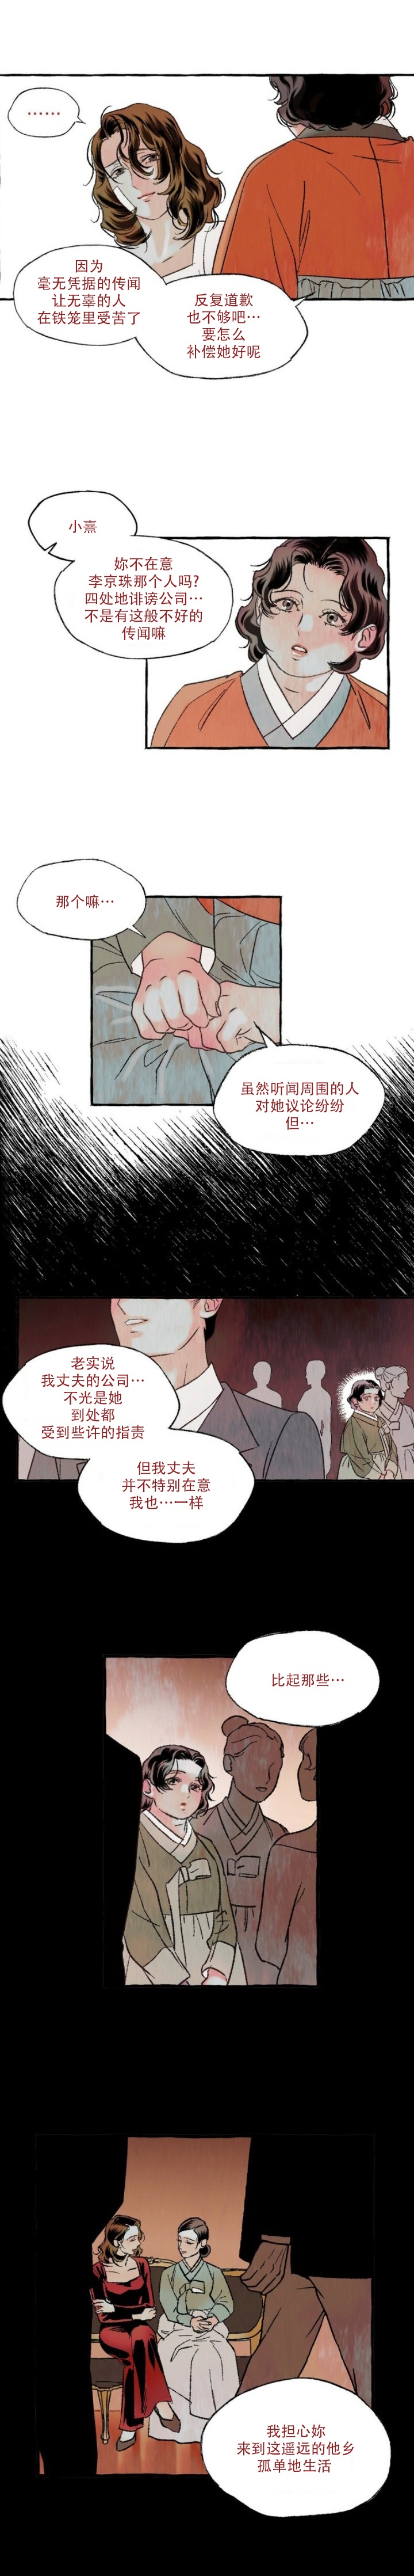 ……
因为
毫无凭据的传闻
让无辜的人
在铁笼里受苦了
反复道歉
也不够吧…
要怎么
补偿她好呢
小熹
妳不在意
李京珠那个人吗?
四处地诽谤公司…
不是有这般不好的
传闻嘛
那个嘛…
虽然听闻周围的人
对她议论纷纷
但…
老实说
我丈夫的公司…
不光是她
到处都
受到些许的指责
但我丈夫
并不特别在意
我也…一样
比起那些…
我担心妳
来到这遥远的他乡
孤单地生活